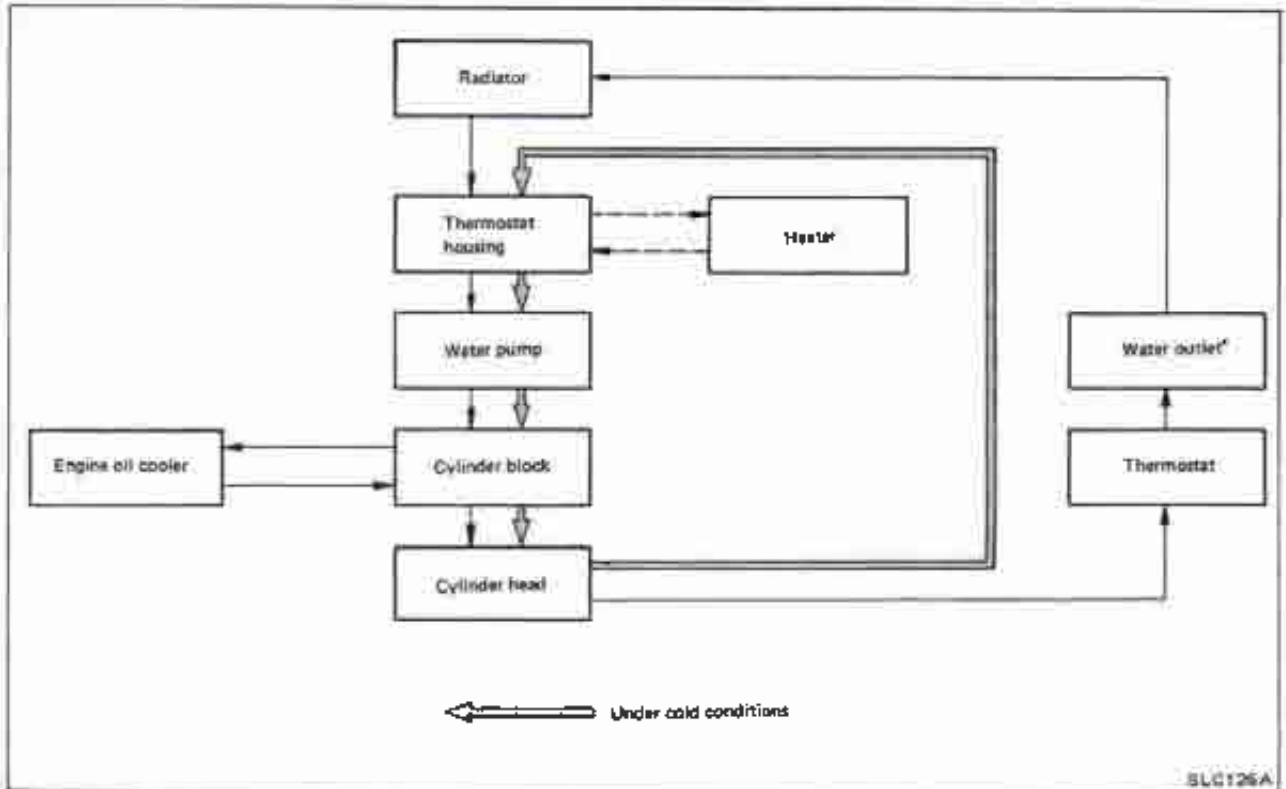 Radiator
Thermostat
housing
Heater
Water pump
Water outlet*
Engine oil cooler
Cylinder block
Thermostat
Cylinder head
Under cold conditions
SLC126A